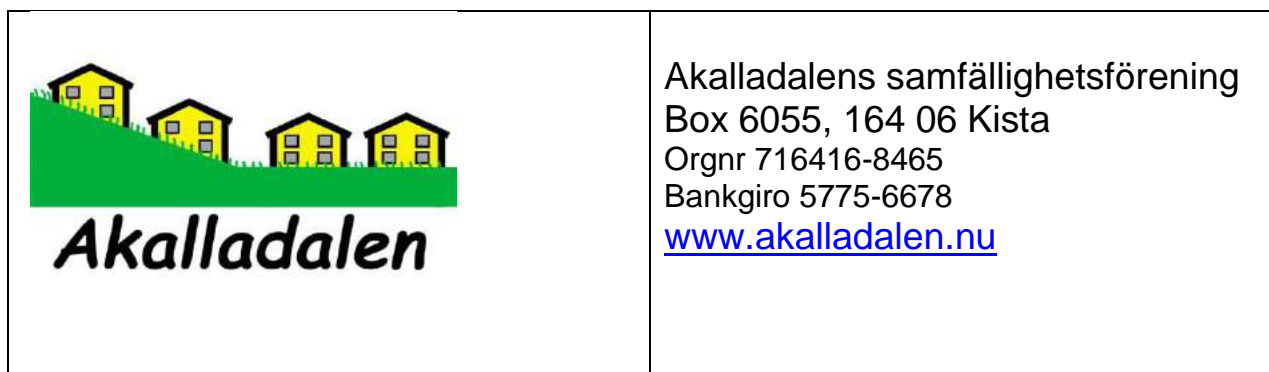 Akalladalen
Akalladalens samfällighetsförening
Box 6055, 164 06 Kista
Orgnr 716416-8465
Bankgiro 5775-6678
www.akalladalen.nu